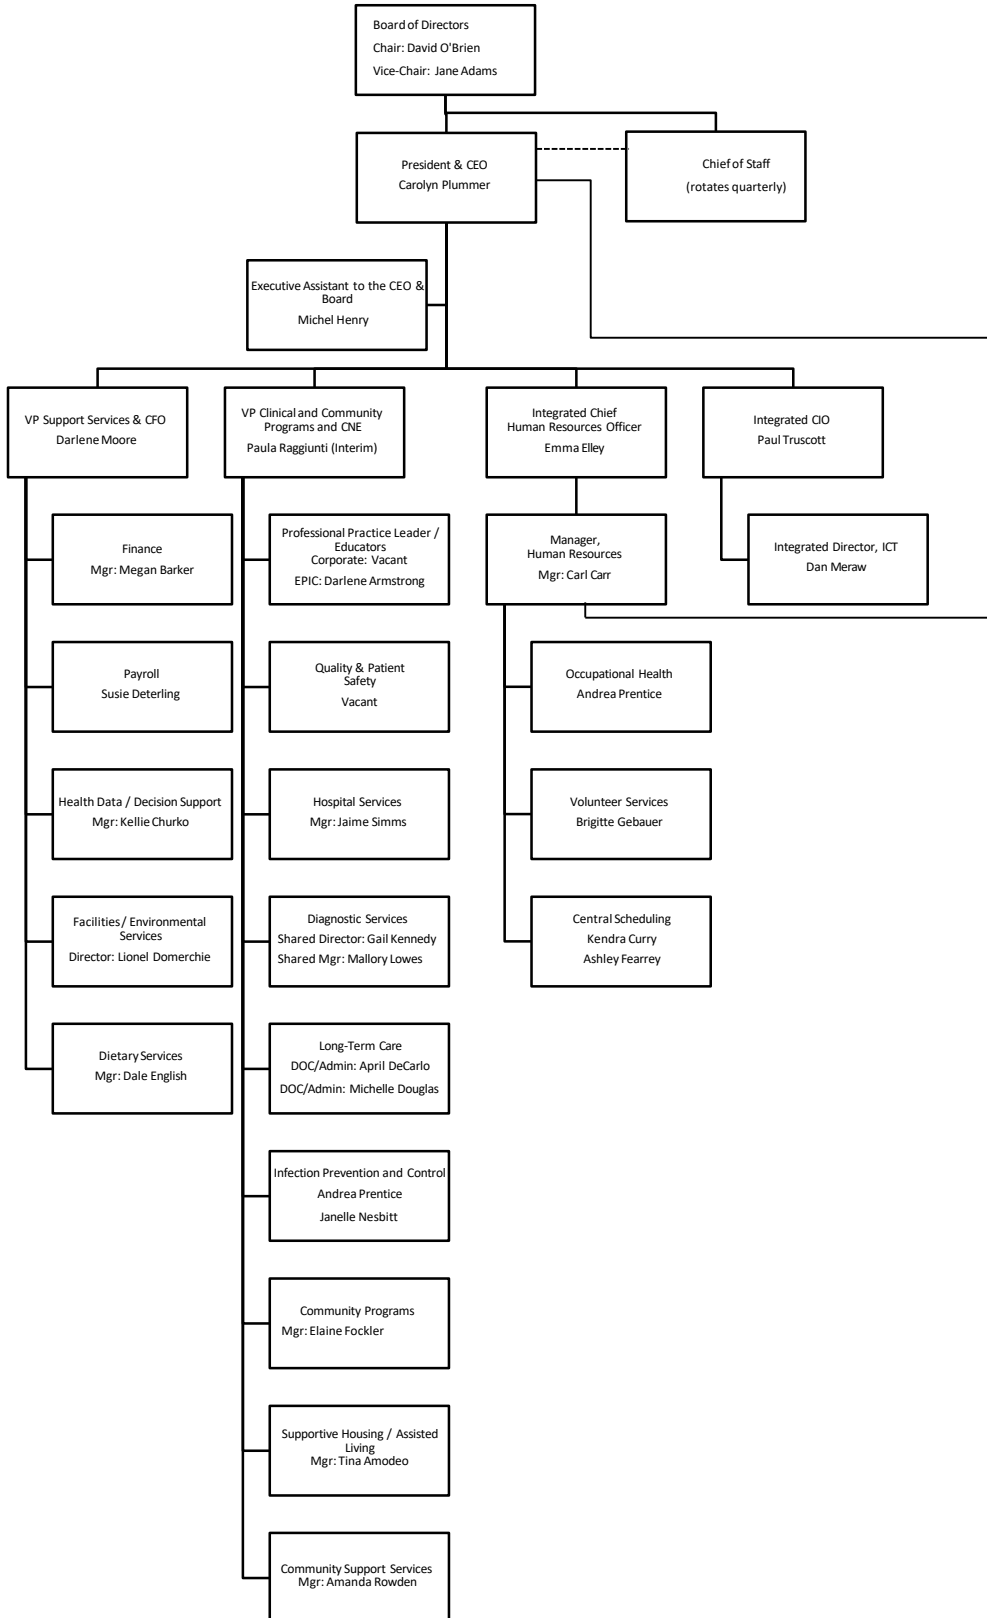 Board of Directors
Chair: David O'Brien
Vice-Chair: Jane Adams
President & CEO
Carolyn Plummer
Chief of Staff
(rotates quarterly)
Executive Assistant to the CEO &
Board
Michel Henry
VP Support Services & CFO
Darlene Moore
VP Clinical and Community
Programs and CNE
Paula Raggiunti (Interim)
Integrated Chief
Human Resources Officer
Emma Elley
Integrated CIO
Paul Truscott
Finance
Mgr: Megan Barker
Professional Practice Leader /
Educators
Corporate: Vacant
EPIC: Darlene Armstrong
Manager,
Human Resources
Mgr: Carl Carr
Integrated Director, ICT
Dan Meraw
Payroll
Susie Deterling
Quality & Patient
Safety
Vacant
Occupational Health
Andrea Prentice
Health Data / Decision Support
Mgr: Kellie Churko
Hospital Services
Mgr: Jaime Simms
Volunteer Services
Brigitte Gebauer
Facilities / Environmental
Services
Director: Lionel Domerchie
Diagnostic Services
Shared Director: Gail Kennedy
Shared Mgr: Mallory Lowes
Central Scheduling
Kendra Curry
Ashley Fearrey
Dietary Services
Mgr: Dale English
Long-Term Care
DOC/Admin: April DeCarlo
DOC/Admin: Michelle Douglas
Infection Prevention and Control
Andrea Prentice
Janelle Nesbitt
Community Programs
Mgr: Elaine Fockler
Supportive Housing / Assisted
Living
Mgr: Tina Amodeo
Community Support Services
Mgr: Amanda Rowden